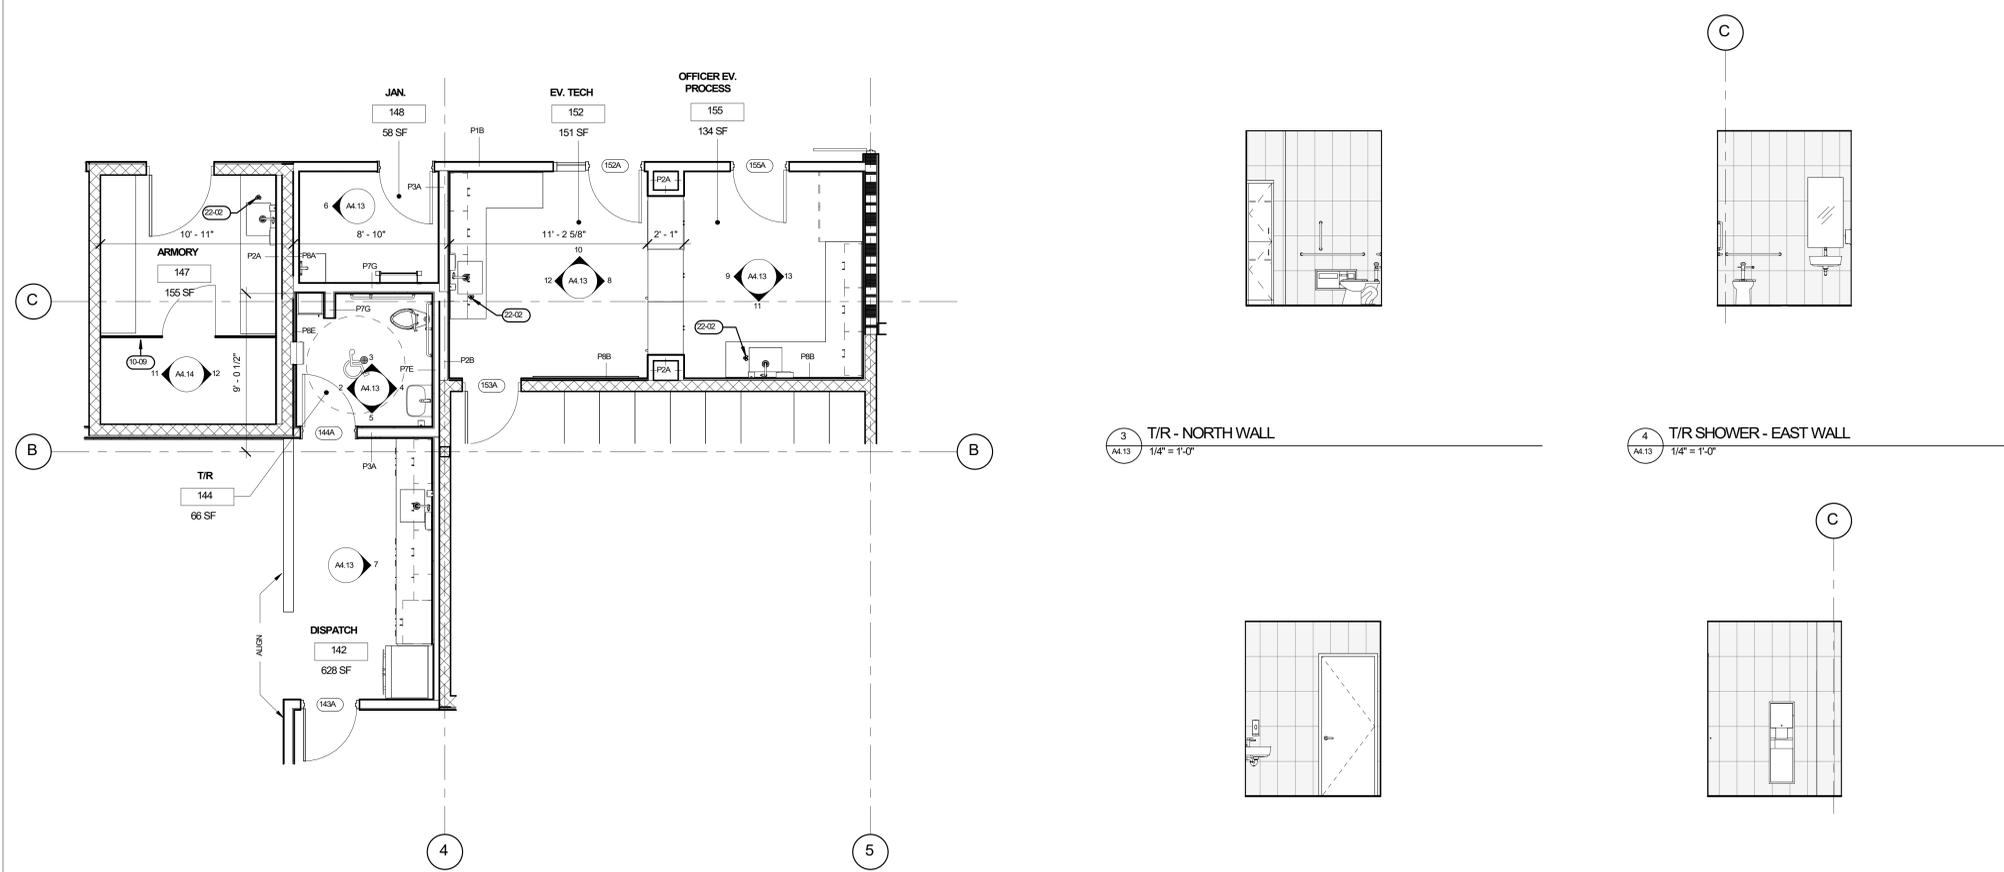 C
OFFICER EV.
PROCESS
155
134 SF
JAN.
148
58 SF
EV. TECH
152
151 SF
P1B
152A
155A
P2A
P3A
6
A4.13
22-02
10' - 11"
8' - 10"
11' - 2 5/8"
2' - 1"
ARMORY
147
155 SF
P2A
P8A
P7G
10
12
A4.13
8
9
A4.13
13
11
C
P7G
22-02
22-02
P8E
10-09
11
A4.14
12
9' - 0 1/2"
3
2
A4.13
4
5
P7E
P2B
P8B
P2A
P8B
153A
144A
B
B
P3A
T/R
144
66 SF
A4.13
7
ALIGN
DISPATCH
142
628 SF
143A
4
5
3
A4.13
T/R - NORTH WALL
1/4" = 1'-0"
4
A4.13
T/R SHOWER - EAST WALL
1/4" = 1'-0"
C